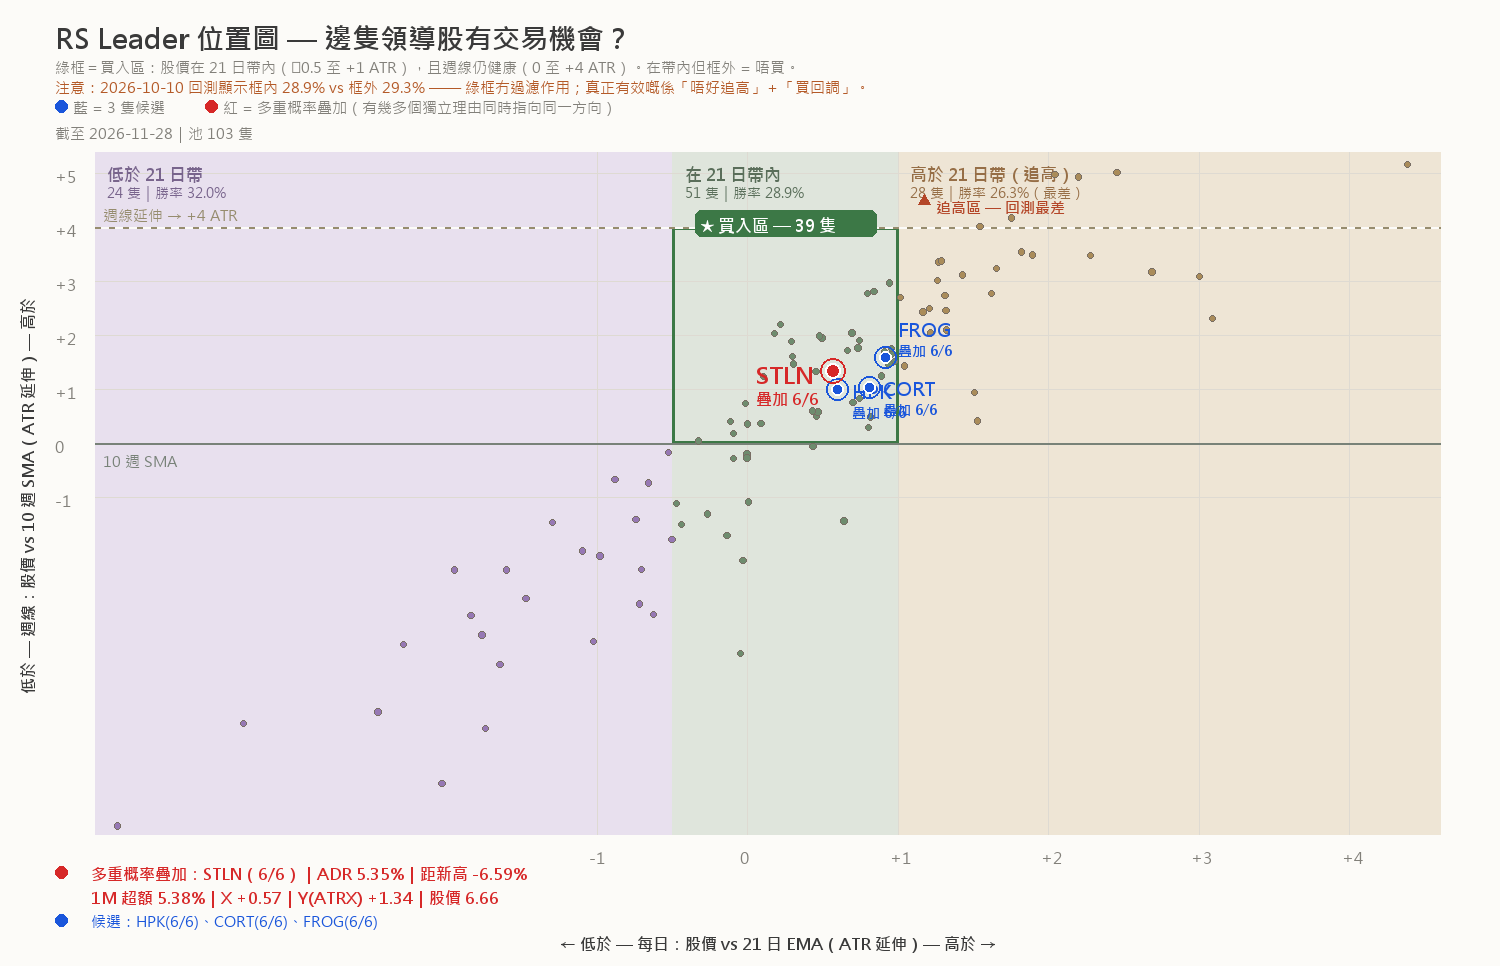 RS Leader 位置圖 — 邊隻領導股有交易機會？
綠框＝買入區：股價在 21 日帶內（□0.5 至 +1 ATR），且週線仍健康（0 至 +4 ATR）。在帶內但框外 = 唔買。
注意：2026-10-10 回測顯示框內 28.9% vs 框外 29.3% —— 綠框冇過濾作用；真正有效嘅係「唔好追高」+「買回調」。
藍 = 3 隻候選
紅 = 多重概率疊加（有幾多個獨立理由同時指向同一方向）
截至 2026-11-28 | 池 103 隻
低於 21 日帶
24 隻 | 勝率 32.0%
在 21 日帶內
51 隻 | 勝率 28.9%
高於 21 日帶（追高）
28 隻 | 勝率 26.3%（最差）
▲ 追高區 — 回測最差
週線延伸 → +4 ATR
★ 買入區 — 39 隻
+5
+4
+3
+2
+1
0
-1
FROG
疊加 6/6
STLN
疊加 6/6
CORT
疊加 6/6
10 週 SMA
低於 — 週線：股價 vs 10 週 SMA（ATR 延伸）— 高於
-1
0
+1
+2
+3
+4
多重概率疊加：STLN（6/6） | ADR 5.35% | 距新高 -6.59%
1M 超額 5.38% | X +0.57 | Y(ATRX) +1.34 | 股價 6.66
候選：HPK(6/6)、CORT(6/6)、FROG(6/6)
← 低於 — 每日：股價 vs 21 日 EMA（ATR 延伸）— 高於 →